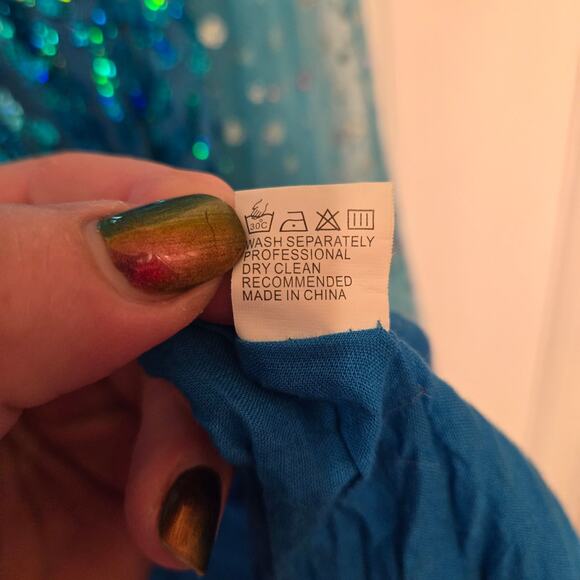 30C
WASH SEPARATELY
PROFESSIONAL
DRY CLEAN
RECOMMENDED
MADE IN CHINA